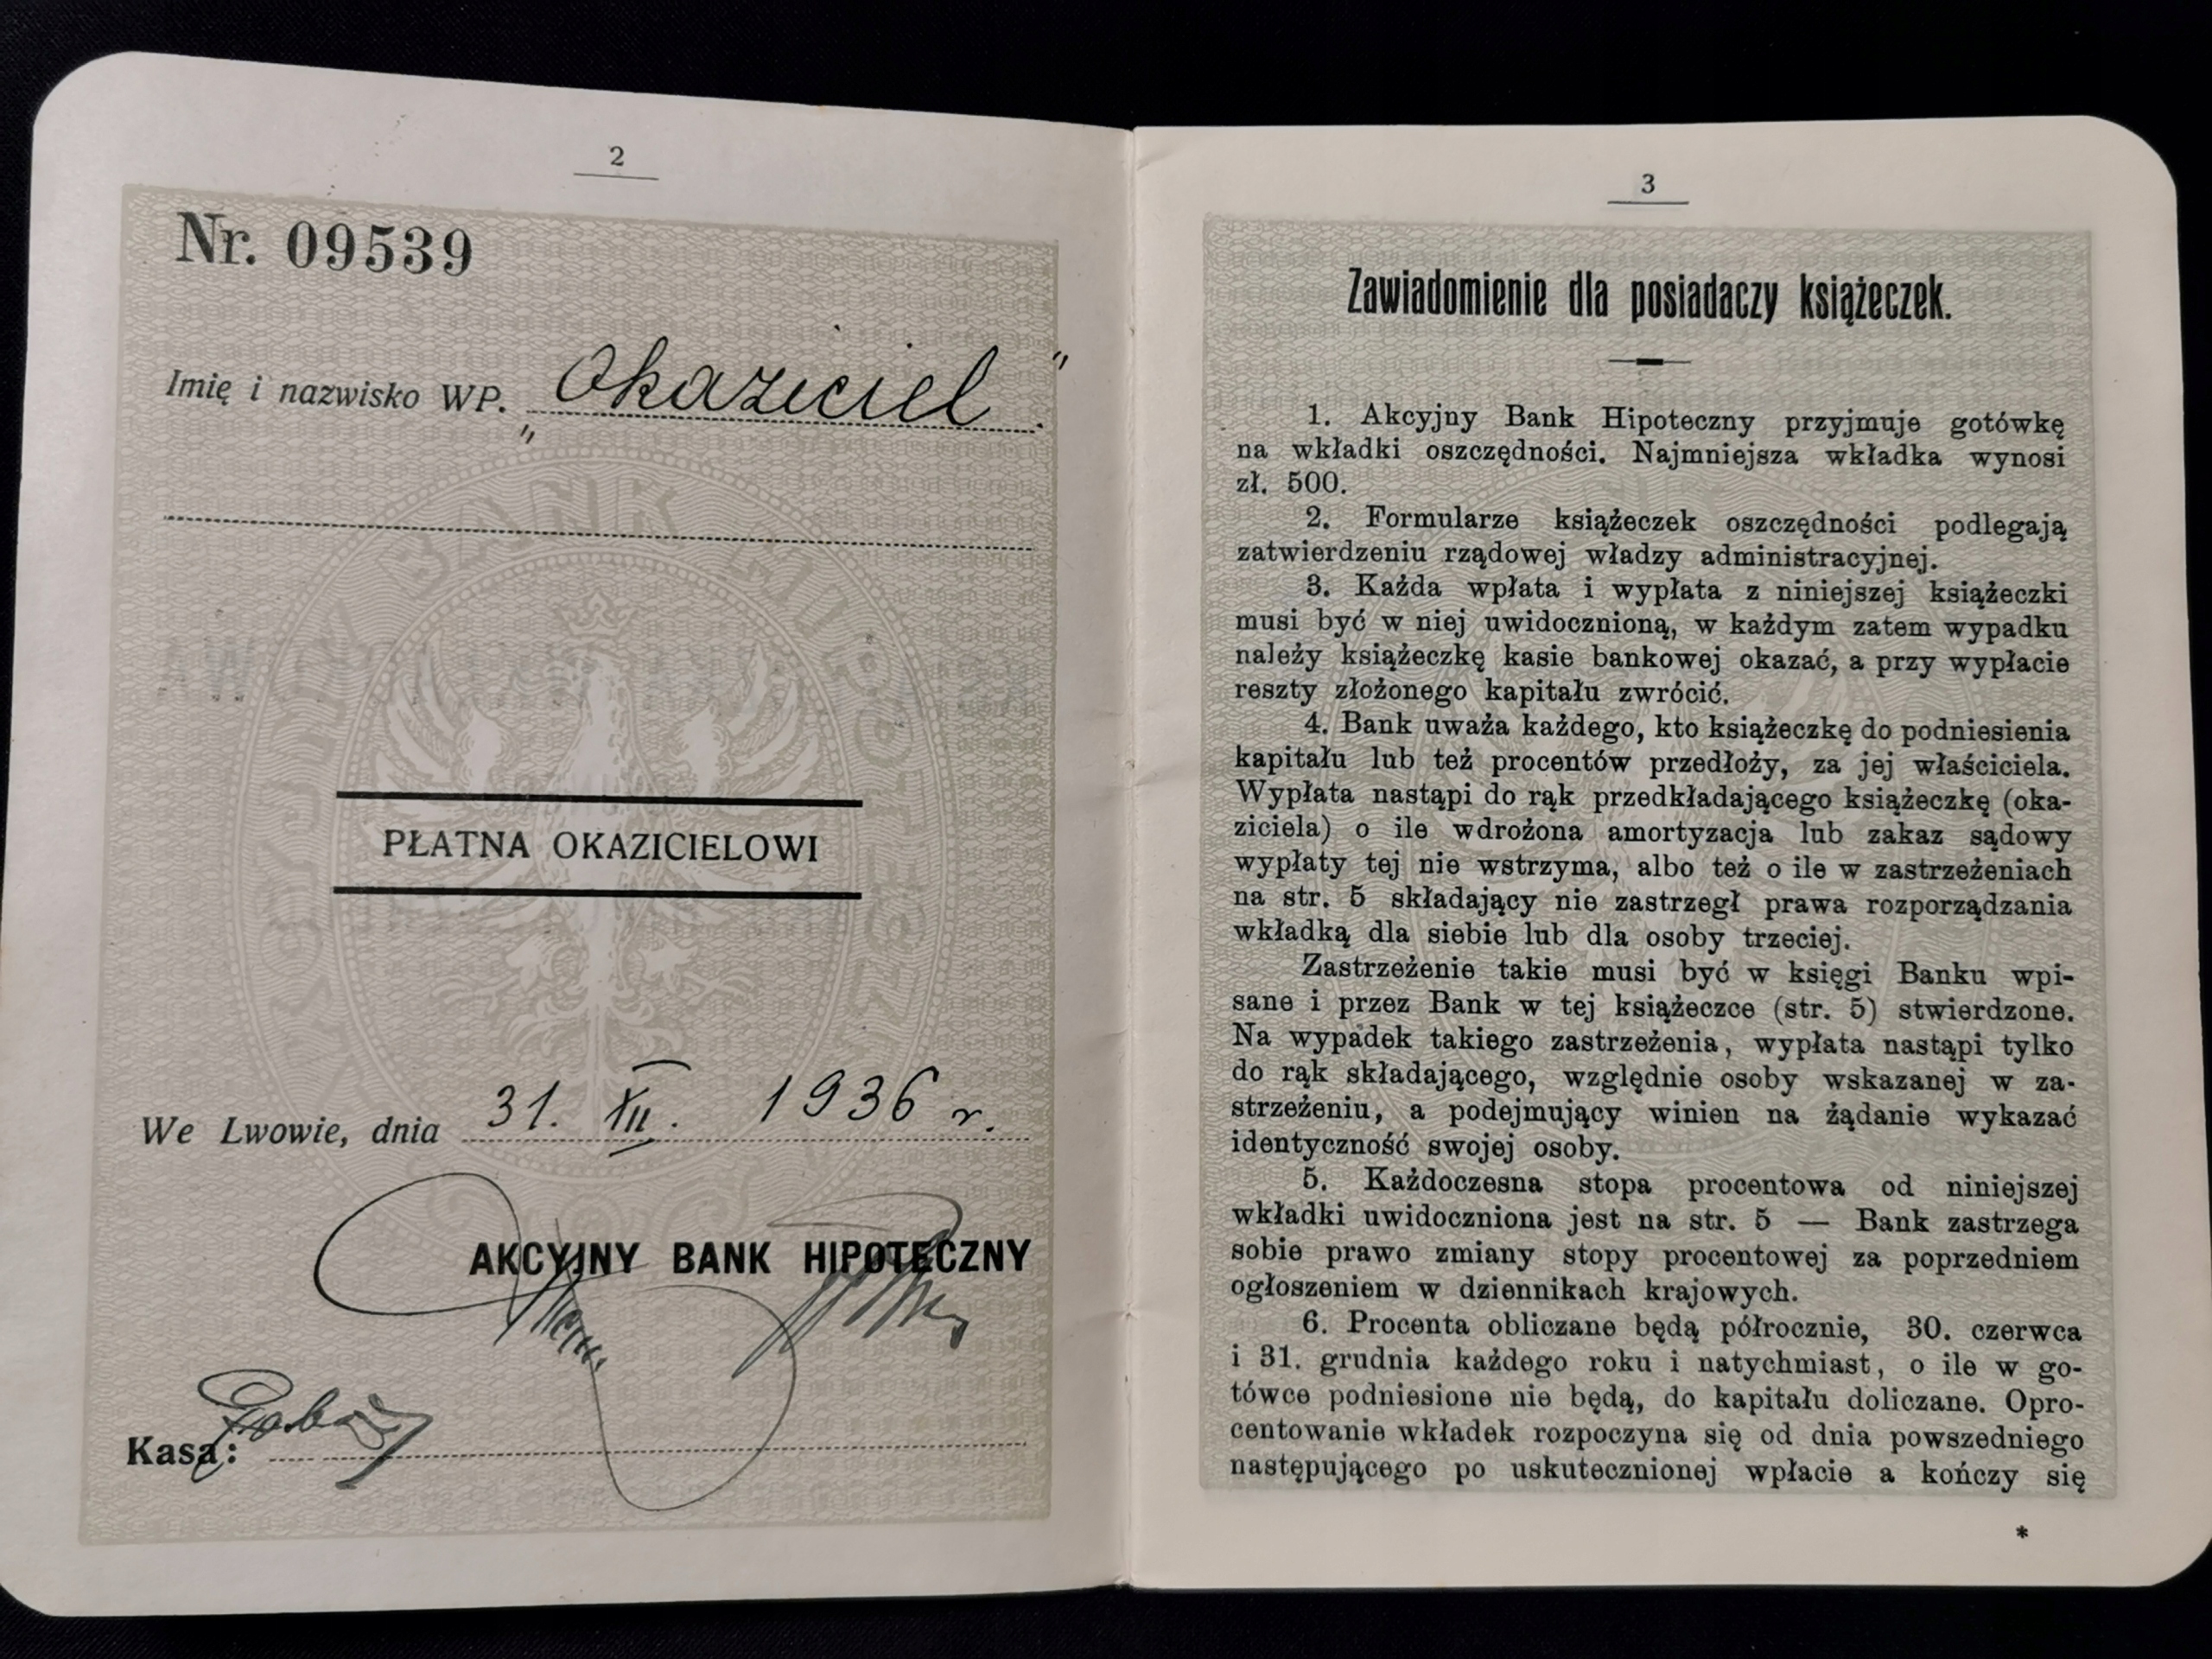 2
Nr. 09539
Imię i nazwisko WP. „Okaziciel”.
PŁATNA OKAZICIELOWI
We Lwowie, dnia 31. XII. 1936 r.
AKCYJNY BANK HIPOTECZNY
Kasa:
3
Zawiadomienie dla posiadaczy książeczek.
1. Akcyjny Bank Hipoteczny przyjmuje gotówkę
na wkładki oszczędności. Najmniejsza wkładka wynosi
zł. 500.
2. Formularze książeczek oszczędności podlegają
zatwierdzeniu rządowej władzy administracyjnej.
3. Każda wpłata i wypłata z niniejszej książeczki
musi być w niej uwidocznioną, w każdym zatem wypadku
należy książeczkę kasie bankowej okazać, a przy wypłacie
reszty złożonego kapitału zwrócić.
4. Bank uważa każdego, kto książeczkę do podniesienia
kapitału lub też procentów przedłoży, za jej właściciela.
Wypłata nastąpi do rąk przedkładającego książeczkę (oka-
ziciela) o ile wdrożona amortyzacja lub zakaz sądowy
wypłaty tej nie wstrzyma, albo też o ile w zastrzeżeniach
na str. 5 składający nie zastrzegł prawa rozporządzania
wkładką dla siebie lub dla osoby trzeciej.
Zastrzeżenie takie musi być w księgi Banku wpi-
sane i przez Bank w tej książeczce (str. 5) stwierdzone.
Na wypadek takiego zastrzeżenia, wypłata nastąpi tylko
do rąk składającego, względnie osoby wskazanej w za-
strzeżeniu, a podejmujący winien na żądanie wykazać
identyczność swojej osoby.
5. Każdoczesna stopa procentowa od niniejszej
wkładki uwidoczniona jest na str. 5 — Bank zastrzega
sobie prawo zmiany stopy procentowej za poprzedniem
ogłoszeniem w dziennikach krajowych.
6. Procenta obliczane będą półrocznie, 30. czerwca
i 31. grudnia każdego roku i natychmiast, o ile w go-
tówce podniesione nie będą, do kapitału doliczane. Opro-
centowanie wkładek rozpoczyna się od dnia powszedniego
następującego po uskutecznionej wpłacie a kończy się
*